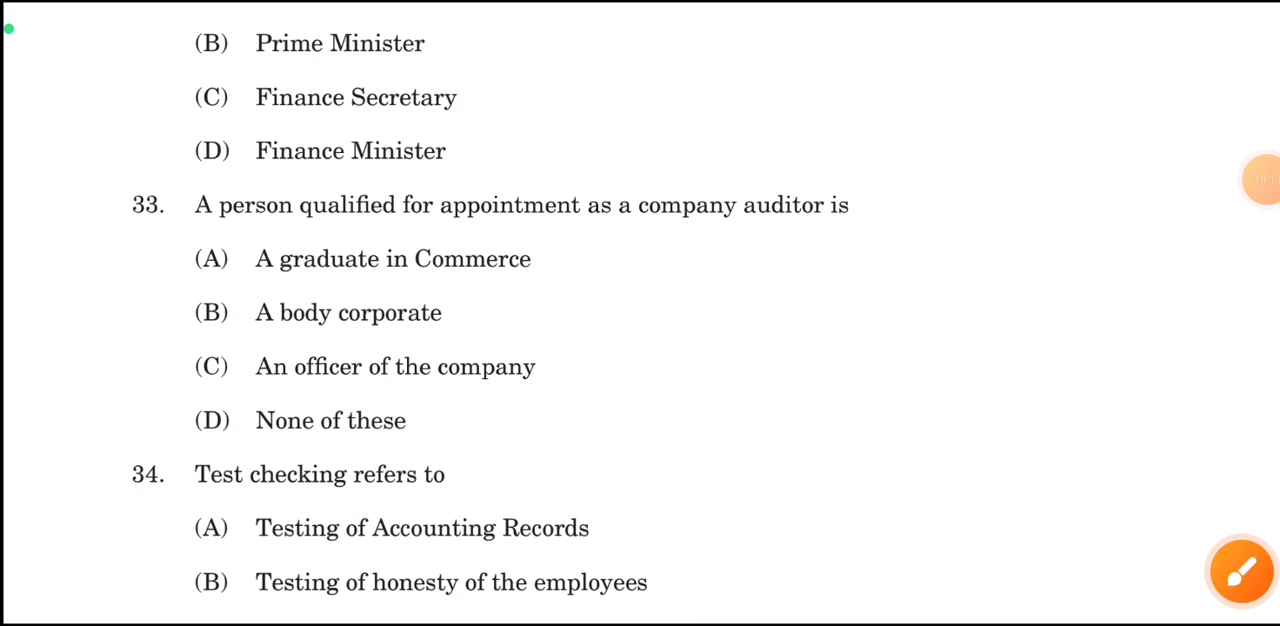 (B) Prime Minister
(C) Finance Secretary
(D) Finance Minister
33. A person qualified for appointment as a company auditor is
(A) A graduate in Commerce
(B) A body corporate
(C) An officer of the company
(D) None of these
34. Test checking refers to
(A) Testing of Accounting Records
(B) Testing of honesty of the employees